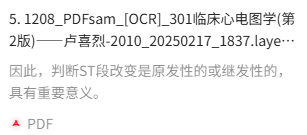 5. 1208_PDFsam_[OCR]_301临床心电图学(第
2版)——卢喜烈-2010_20250217_1837.laye…
因此，判断ST段改变是原发性的或继发性的，
具有重要意义。
PDF